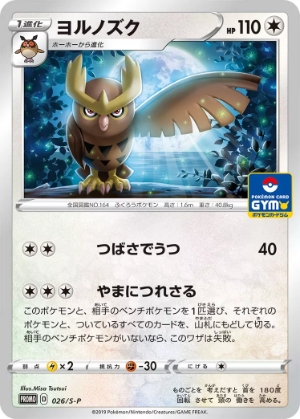 1進化
ヨルノズク
HP 110
ホーホーから進化
全国図鑑NO.164 ふくろうポケモン 高さ:1.6m 重さ:40.8kg
POKÉMON CARD
GYM
ポケモンカードジム
つばさでうつ 40
やまにつれさる
このポケモンと、相手のベンチポケモンを1匹選び、それぞれの
ポケモンと、ついているすべてのカードを、山札にもどして切
る。相手のベンチポケモンがいないなら、このワザは失敗。
弱点 ×2 抵抗力 -30 にげる
Illus.Misa Tsutsui
PROMO D 026/S-P
©2019 Pokémon/Nintendo/Creatures/GAME FREAK.